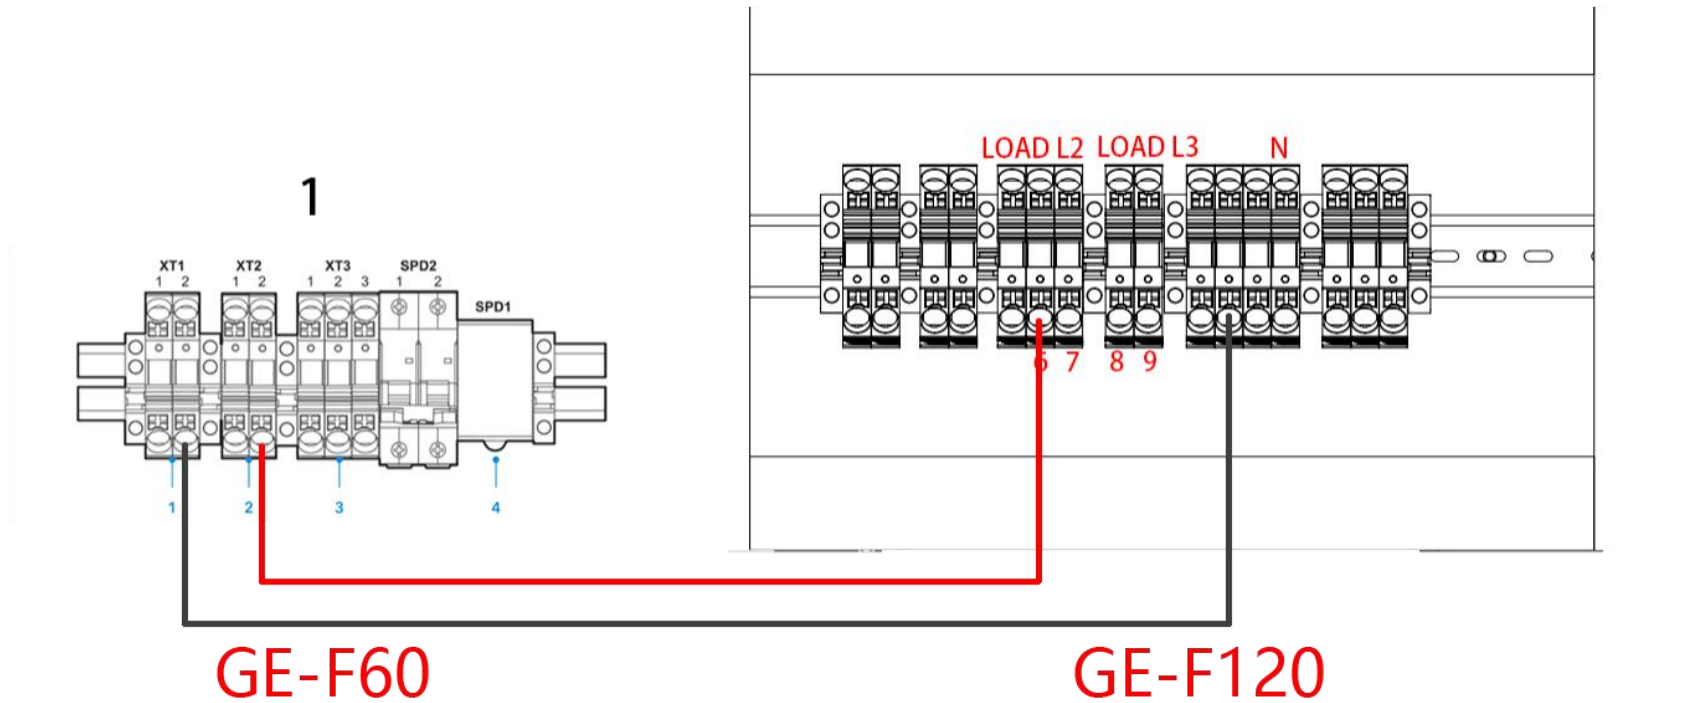 LOAD L2 LOAD L3 N
1
XT1 XT2 XT3 SPD2
1 2 1 2 1 2 3 1 2
SPD1
6 7 8 9
1 2 3 4
GE-F60 GE-F120